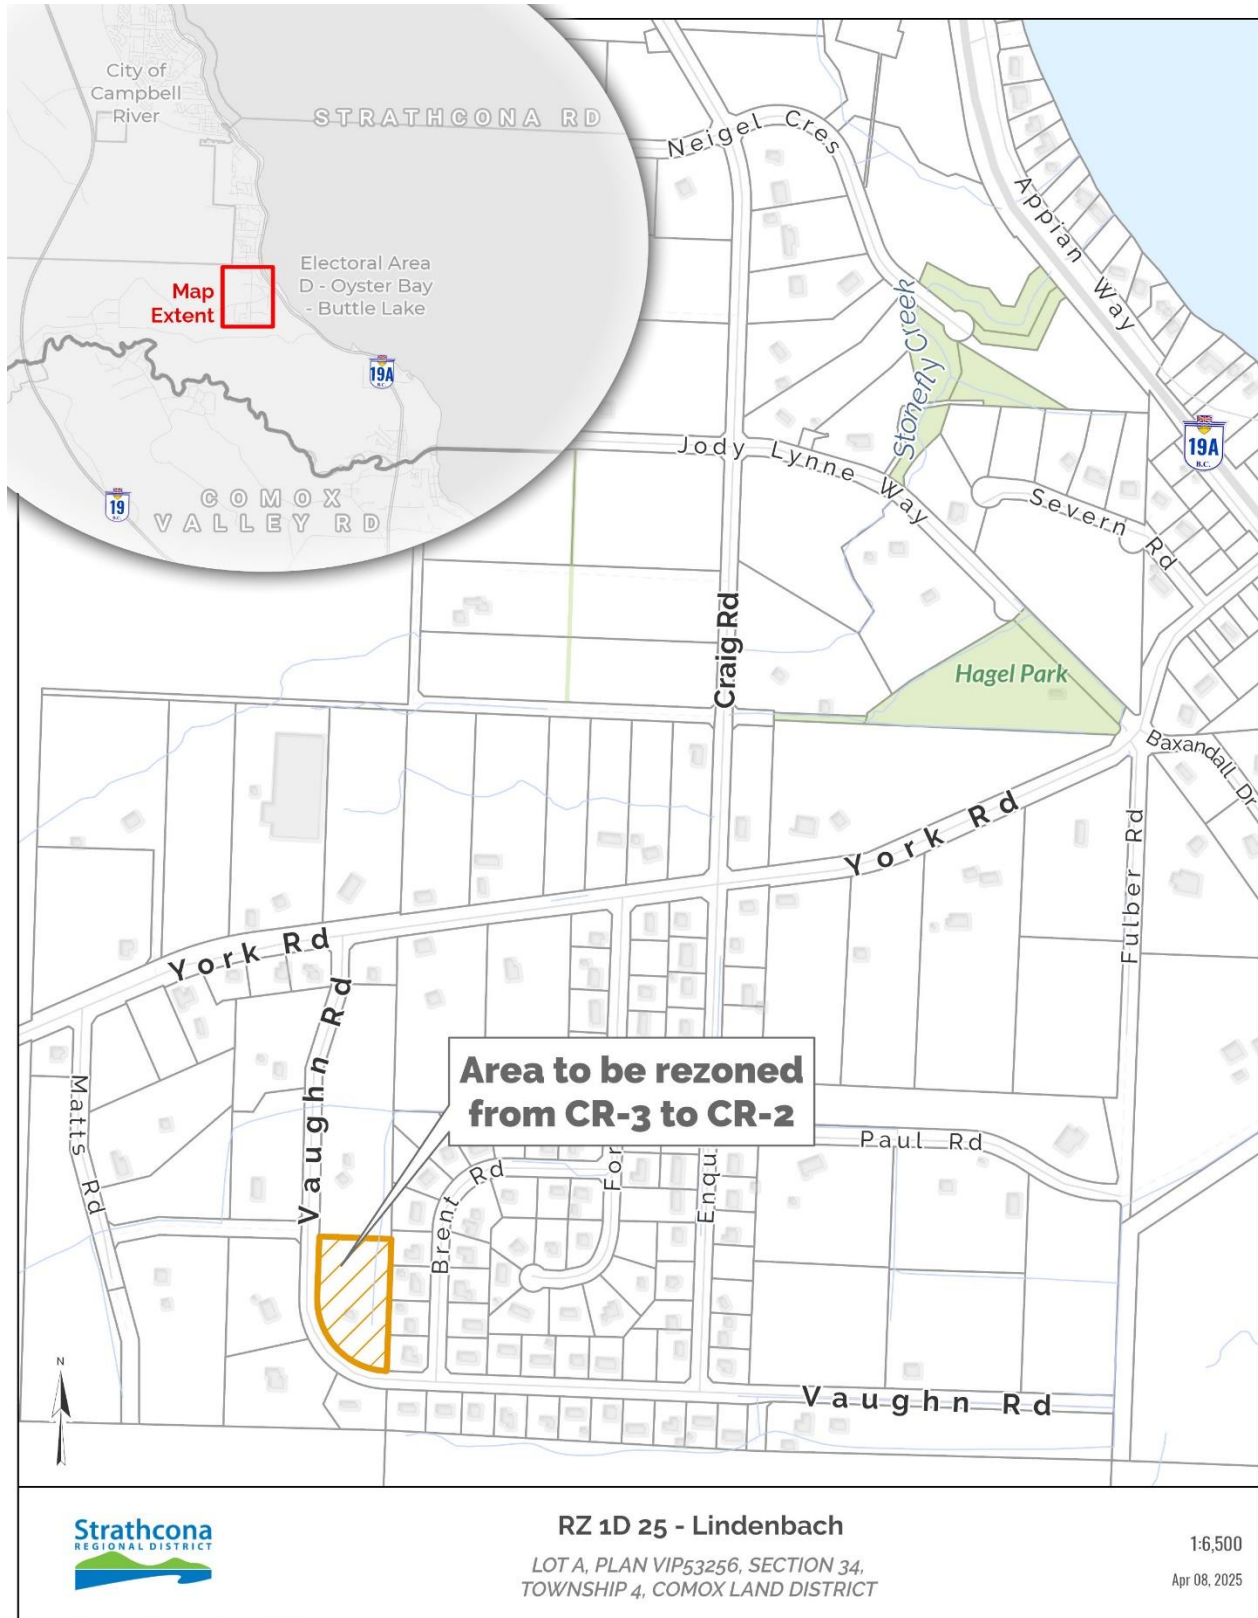 City of
Campbell
River
STRATHCONA RD
Electoral Area
D - Oyster Bay
- Buttle Lake
Map
Extent
19A
B.C.
19
B.C.
COMOX
VALLEY RD
Neigel Cres
Appian Way
Stonefly Creek
19A
B.C.
Jody Lynne Way
Severn Rd
Craig Rd
Hagel Park
Baxandall Dr
York Rd
Fulber Rd
York Rd
Vaughn Rd
Matts Rd
Area to be rezoned
from CR-3 to CR-2
Paul Rd
Brent Rd
For
Enqu
Vaughn Rd
N
Strathcona
REGIONAL DISTRICT
RZ 1D 25 - Lindenbach
LOT A, PLAN VIP53256, SECTION 34,
TOWNSHIP 4, COMOX LAND DISTRICT
1:6,500
Apr 08, 2025